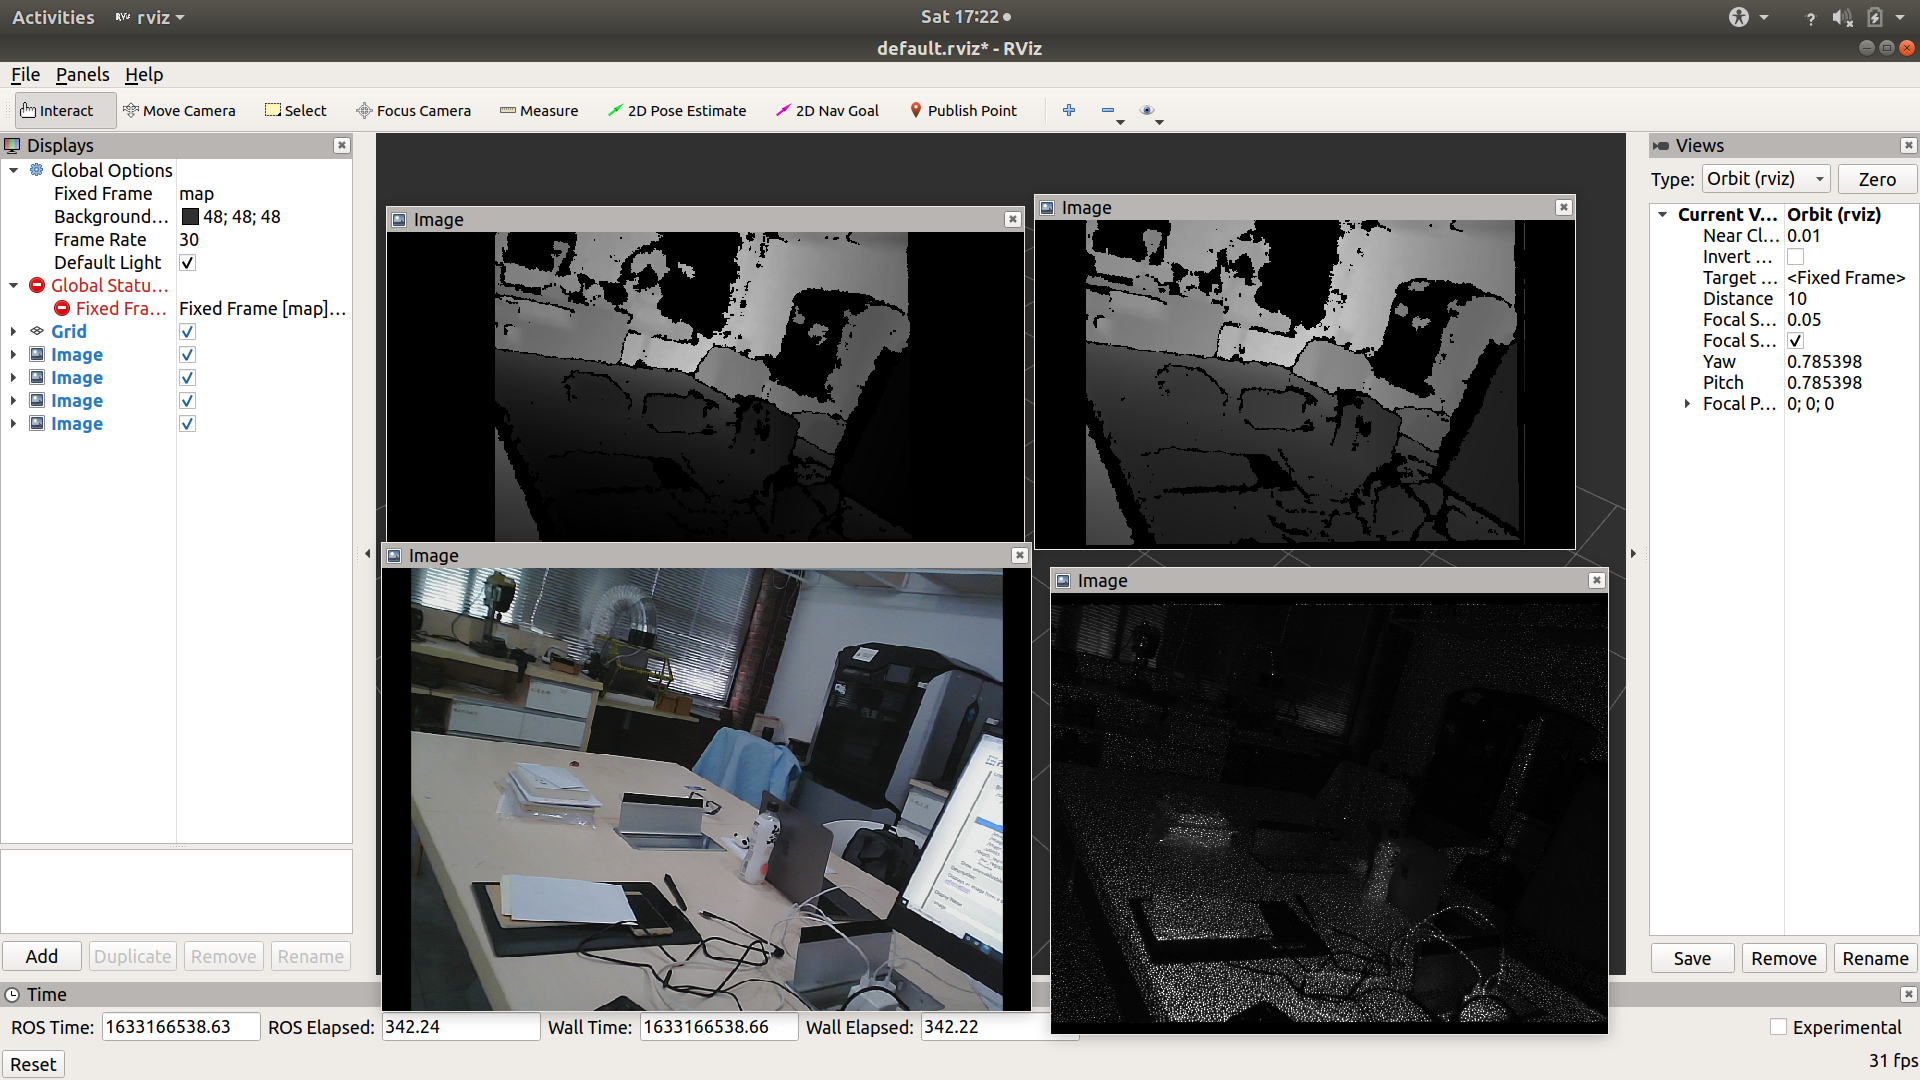 Activities rviz Sat 17:22
default.rviz* - RViz
File Panels Help
Interact Move Camera Select Focus Camera Measure 2D Pose Estimate 2D Nav Goal Publish Point
Displays
Global Options
Fixed Frame map
Background... 48; 48; 48
Frame Rate 30
Default Light
Global Statu...
Fixed Fra... Fixed Frame [map]...
Grid
Image
Image
Image
Image
Add Duplicate Remove Rename
Image
Image
Image
Image
Views
Type: Orbit (rviz) Zero
Current V... Orbit (rviz)
Near Cl... 0.01
Invert ...
Target ... <Fixed Frame>
Distance 10
Focal S... 0.05
Focal S...
Yaw 0.785398
Pitch 0.785398
Focal P... 0; 0; 0
Save Remove Rename
Time
ROS Time: 1633166538.63 ROS Elapsed: 342.24 Wall Time: 1633166538.66 Wall Elapsed: 342.22 Experimental
Reset 31 fps